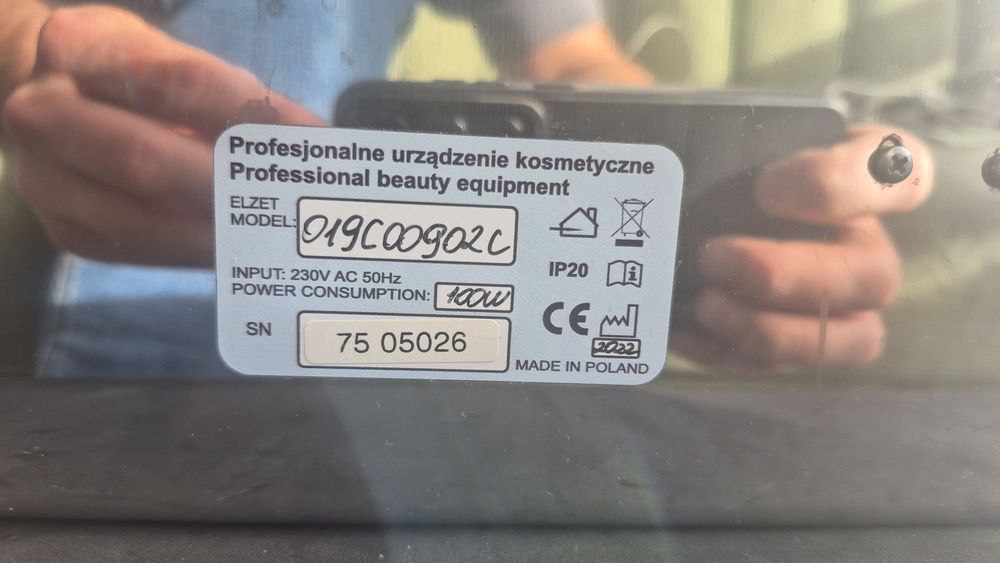 Profesjonalne urządzenie kosmetyczne
Professional beauty equipment
ELZET
MODEL: 019C00902C
INPUT: 230V AC 50Hz
POWER CONSUMPTION: 100W
IP20
SN 75 05026
CE
2022
MADE IN POLAND